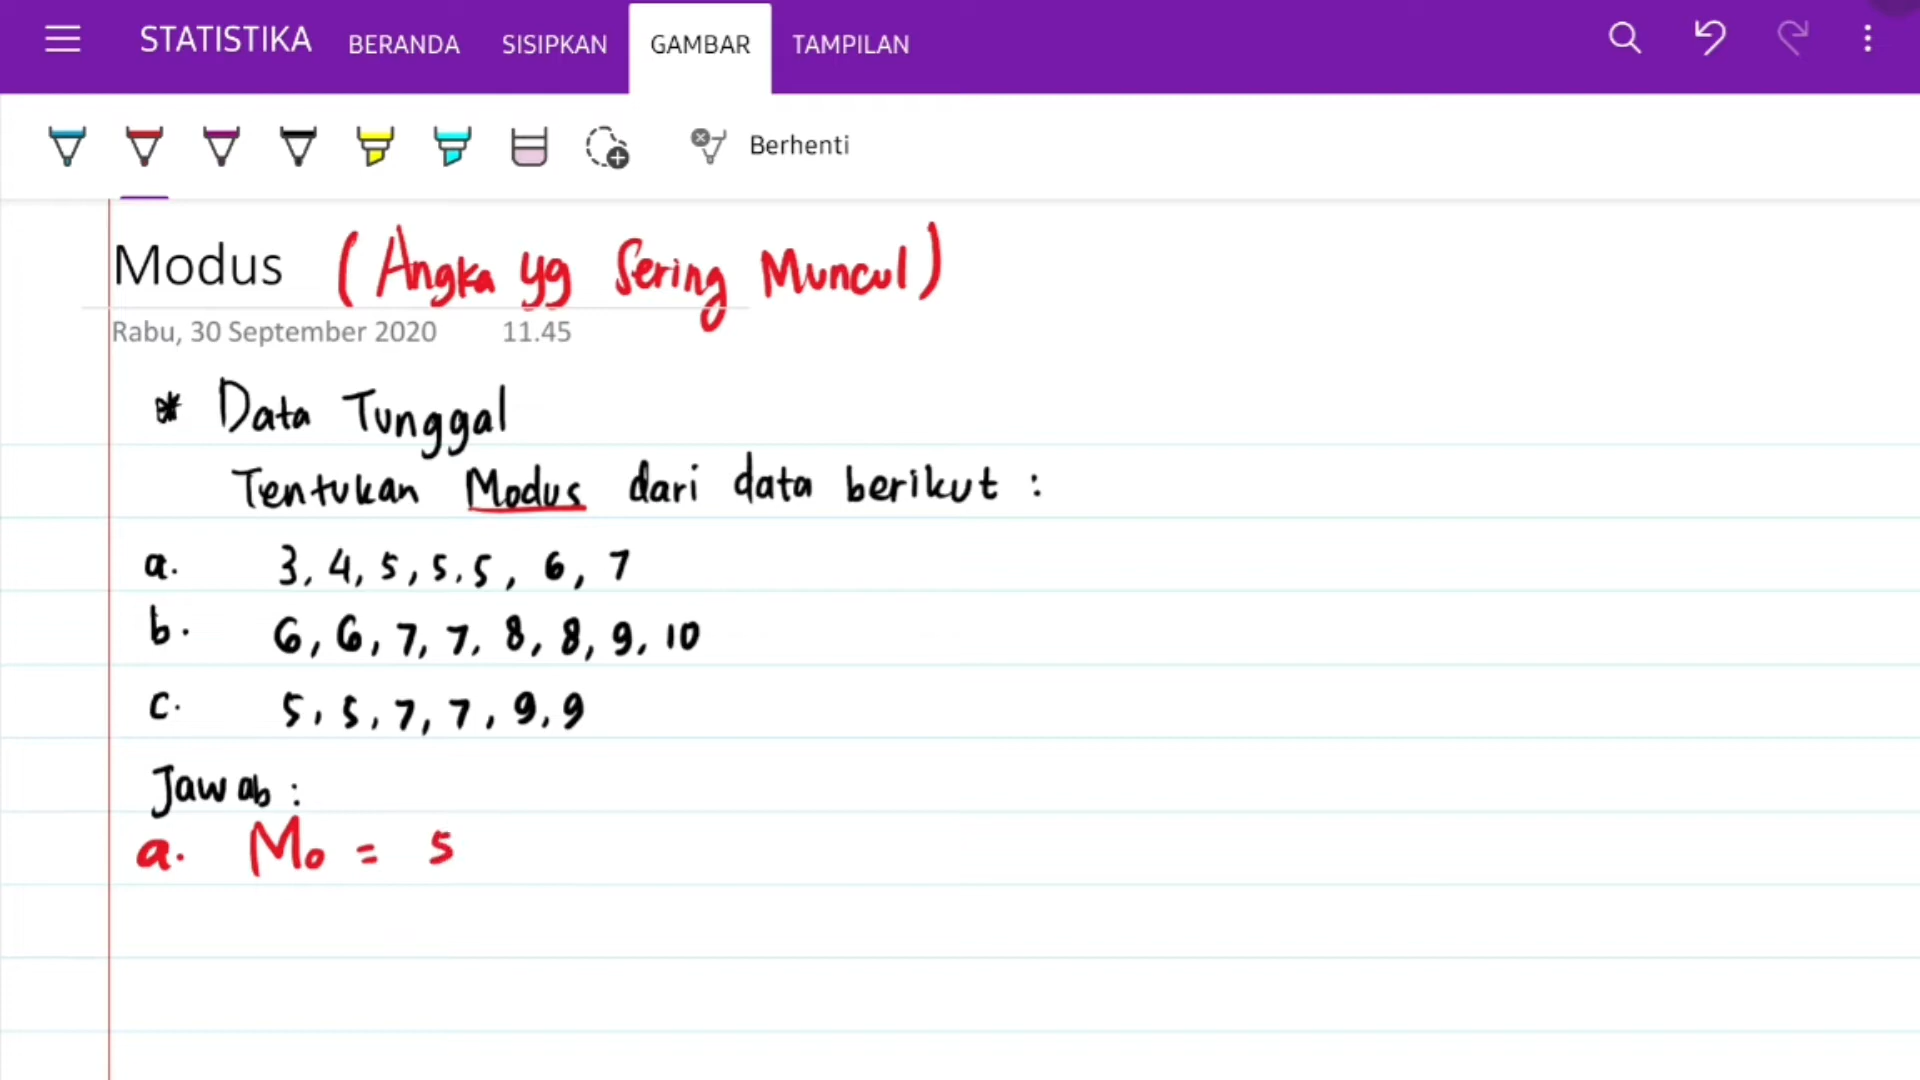 STATISTIKA BERANDA SISIPKAN GAMBAR TAMPILAN
Berhenti
Modus (Angka yg Sering Muncul)
Rabu, 30 September 2020 11.45
* Data Tunggal
Tentukan Modus dari data berikut :
a. 3, 4, 5, 5, 5, 6, 7
b. 6, 6, 7, 7, 8, 8, 9, 10
c. 5, 5, 7, 7, 9, 9
Jawab :
a. Mo = 5